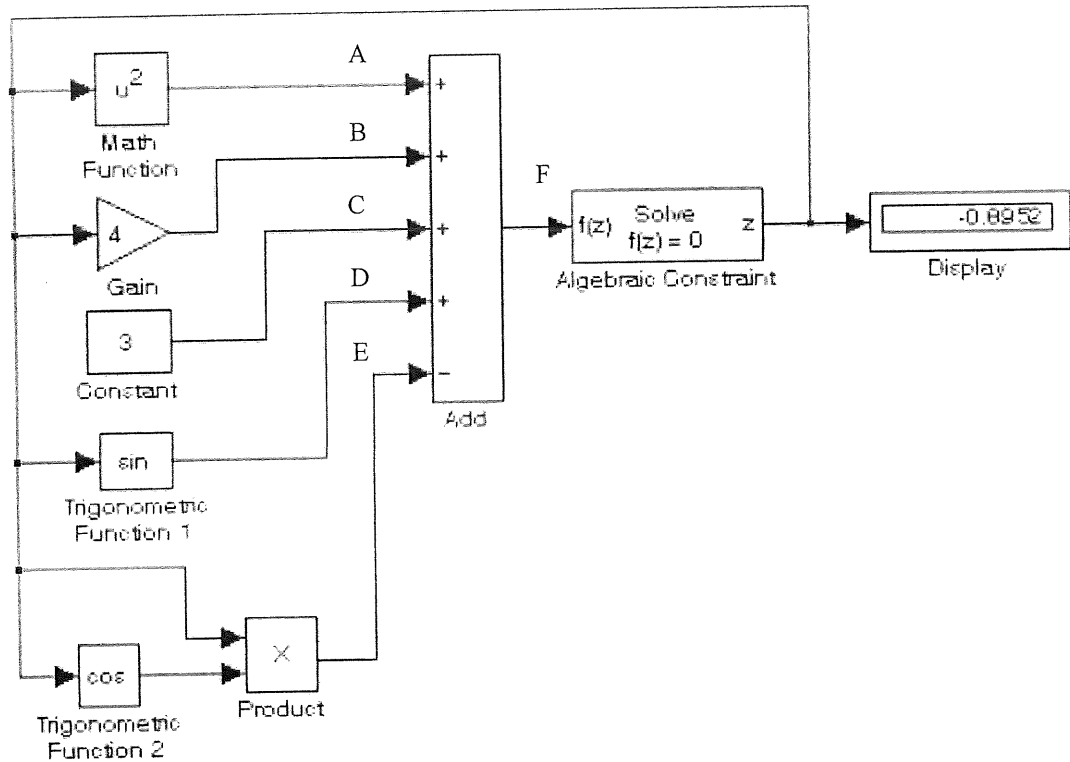 A
u2
+
Math
Function
B
+
F
C
4
+
f(z) Solve z
f(z) = 0
-0.8952
Gain
D
Algebraic Constraint
Display
+
3
E
Constant
−
Add
sin
Trigonometric
Function 1
×
cos
Product
Trigonometric
Function 2